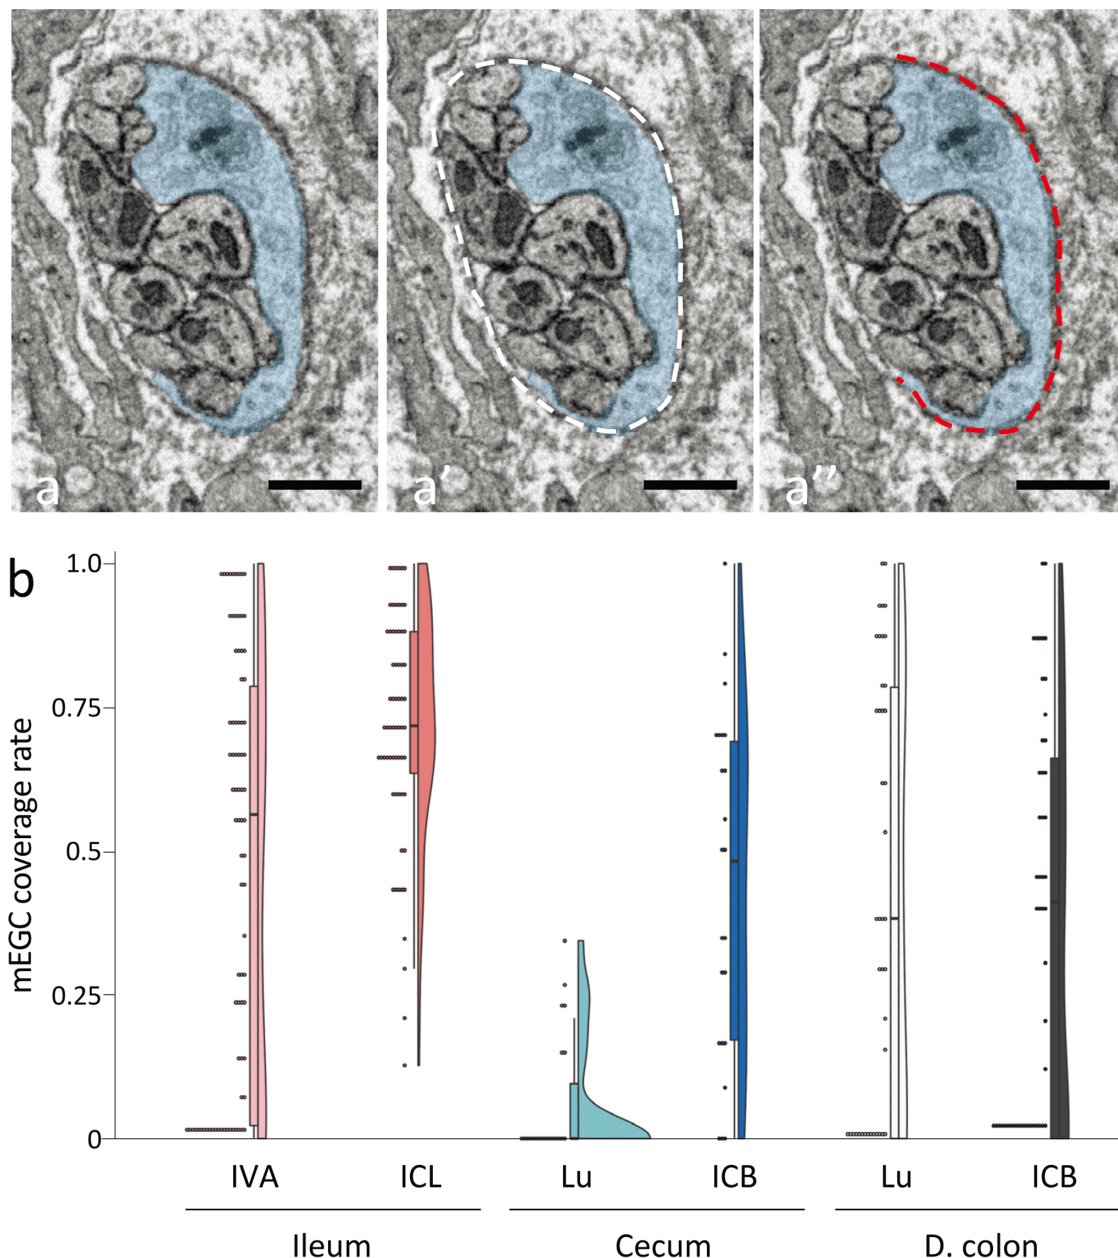 a
a’
a’’
b
mEGC coverage rate
1.0
0.75
0.5
0.25
0
IVA
ICL
Lu
ICB
Lu
ICB
Ileum
Cecum
D. colon